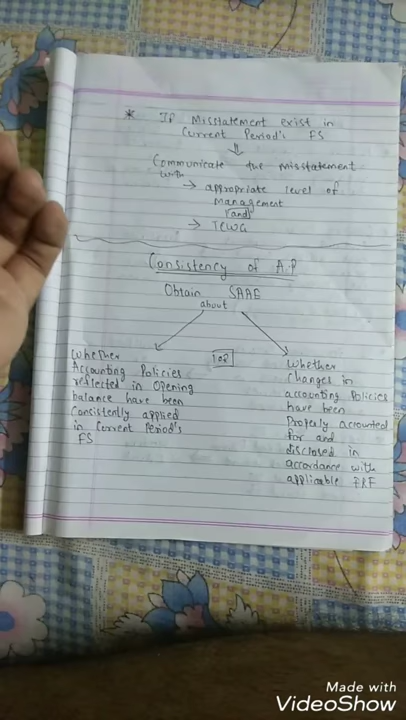 * If Misstatement exist in
Current Period's FS
⇓
Communicate the misstatement
with
→ appropriate level of
Management
and
→ TCWG
Consistency of A.P
Obtain SAAE
about
Whether
Accounting Policies
reflected in Opening
balance have been
Consistently applied
in Current Period's
FS
Whether
changes in
accounting Policies
have been
Properly accounted
for and
disclosed in
accordance with
applicable FRF
Made with
VideoShow